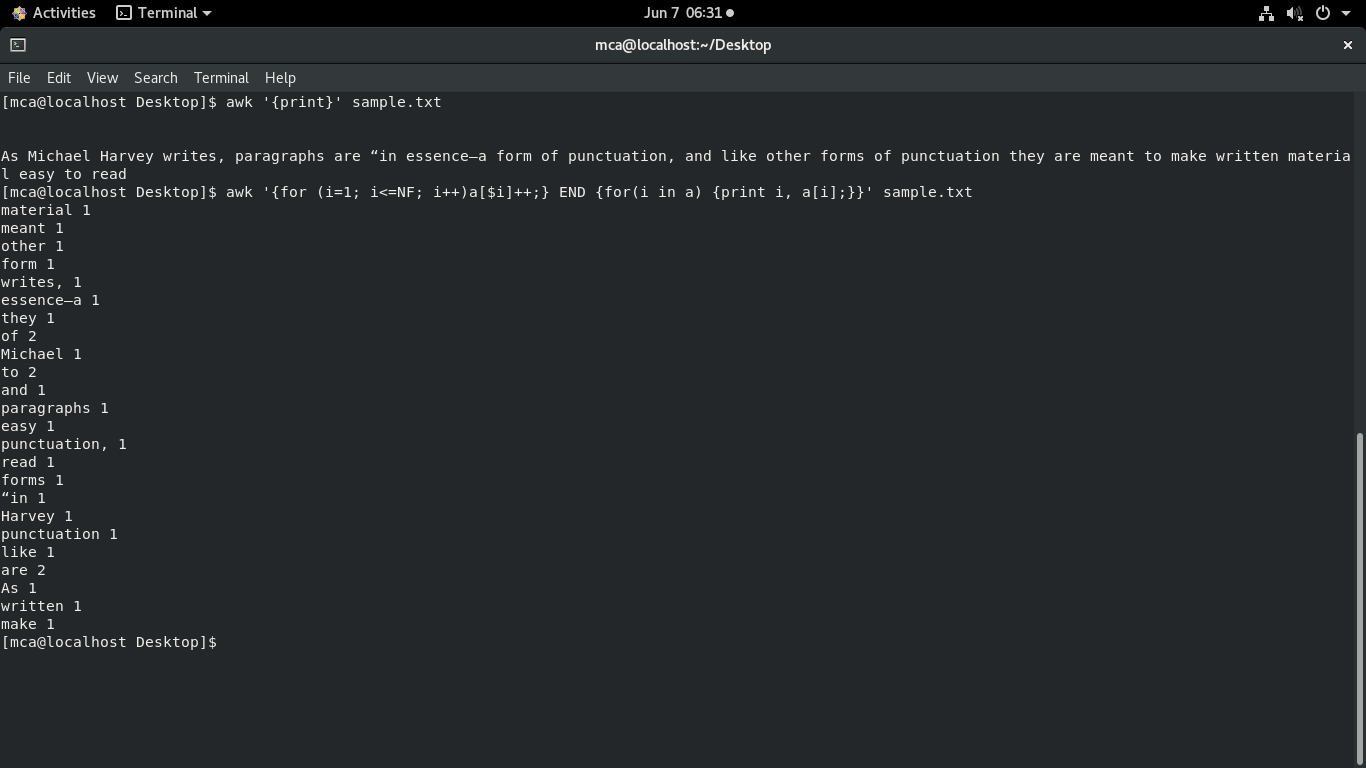 Activities Terminal Jun 7 06:31
mca@localhost:~/Desktop
File Edit View Search Terminal Help
[mca@localhost Desktop]$ awk '{print}' sample.txt
As Michael Harvey writes, paragraphs are “in essence—a form of punctuation, and like other forms of punctuation they are meant to make written materia
l easy to read
[mca@localhost Desktop]$ awk '{for (i=1; i<=NF; i++)a[$i]++;} END {for(i in a) {print i, a[i];}}' sample.txt
material 1
meant 1
other 1
form 1
writes, 1
essence—a 1
they 1
of 2
Michael 1
to 2
and 1
paragraphs 1
easy 1
punctuation, 1
read 1
forms 1
“in 1
Harvey 1
punctuation 1
like 1
are 2
As 1
written 1
make 1
[mca@localhost Desktop]$